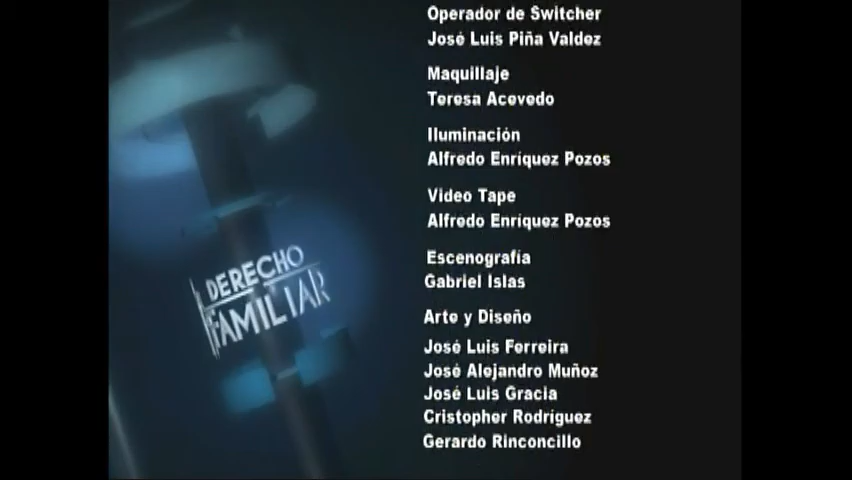 Operador de Switcher
José Luis Piña Valdez
Maquillaje
Teresa Acevedo
Iluminación
Alfredo Enríquez Pozos
Video Tape
Alfredo Enríquez Pozos
Escenografía
Gabriel Islas
Arte y Diseño
José Luis Ferreira
José Alejandro Muñoz
José Luis Gracia
Cristopher Rodríguez
Gerardo Rinconcillo
DERECHO
FAMILIAR